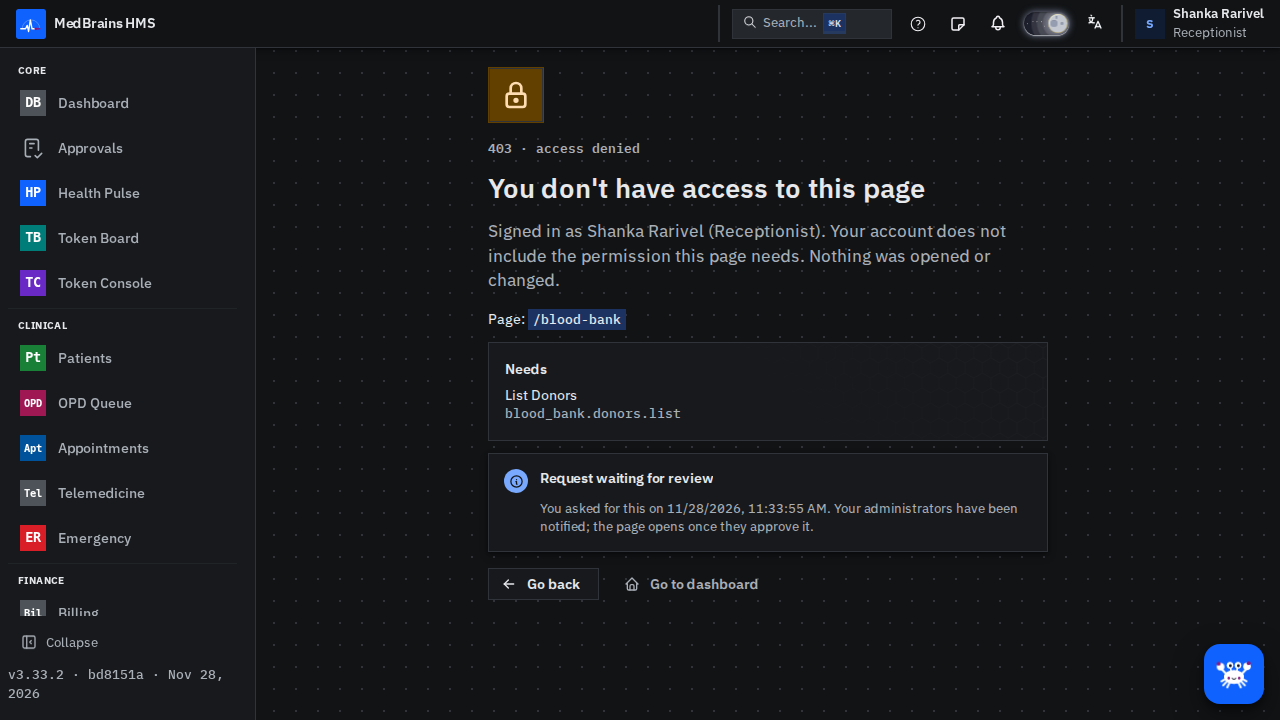 MedBrains HMS
Search... ⌘K
S
Shanka Rarivel
Receptionist
CORE
DB Dashboard
Approvals
HP Health Pulse
TB Token Board
TC Token Console
CLINICAL
Pt Patients
OPD OPD Queue
Apt Appointments
Tel Telemedicine
ER Emergency
FINANCE
Bil Billing
Collapse
v3.33.2 · bd8151a · Nov 28,
2026
403 · access denied
You don't have access to this page
Signed in as Shanka Rarivel (Receptionist). Your account does not
include the permission this page needs. Nothing was opened or
changed.
Page: /blood-bank
Needs
List Donors
blood_bank.donors.list
Request waiting for review
You asked for this on 11/28/2026, 11:33:55 AM. Your administrators have been
notified; the page opens once they approve it.
Go back
Go to dashboard